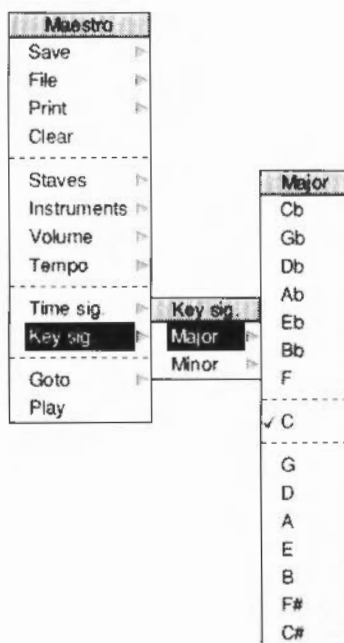 Maestro
Save
File
Print
Clear
Staves
Instruments
Volume
Tempo
Time sig.
Key sig.
Goto
Play
Key sig.
Major
Minor
Major
Cb
Gb
Db
Ab
Eb
Bb
F
✓ C
G
D
A
E
B
F#
C#